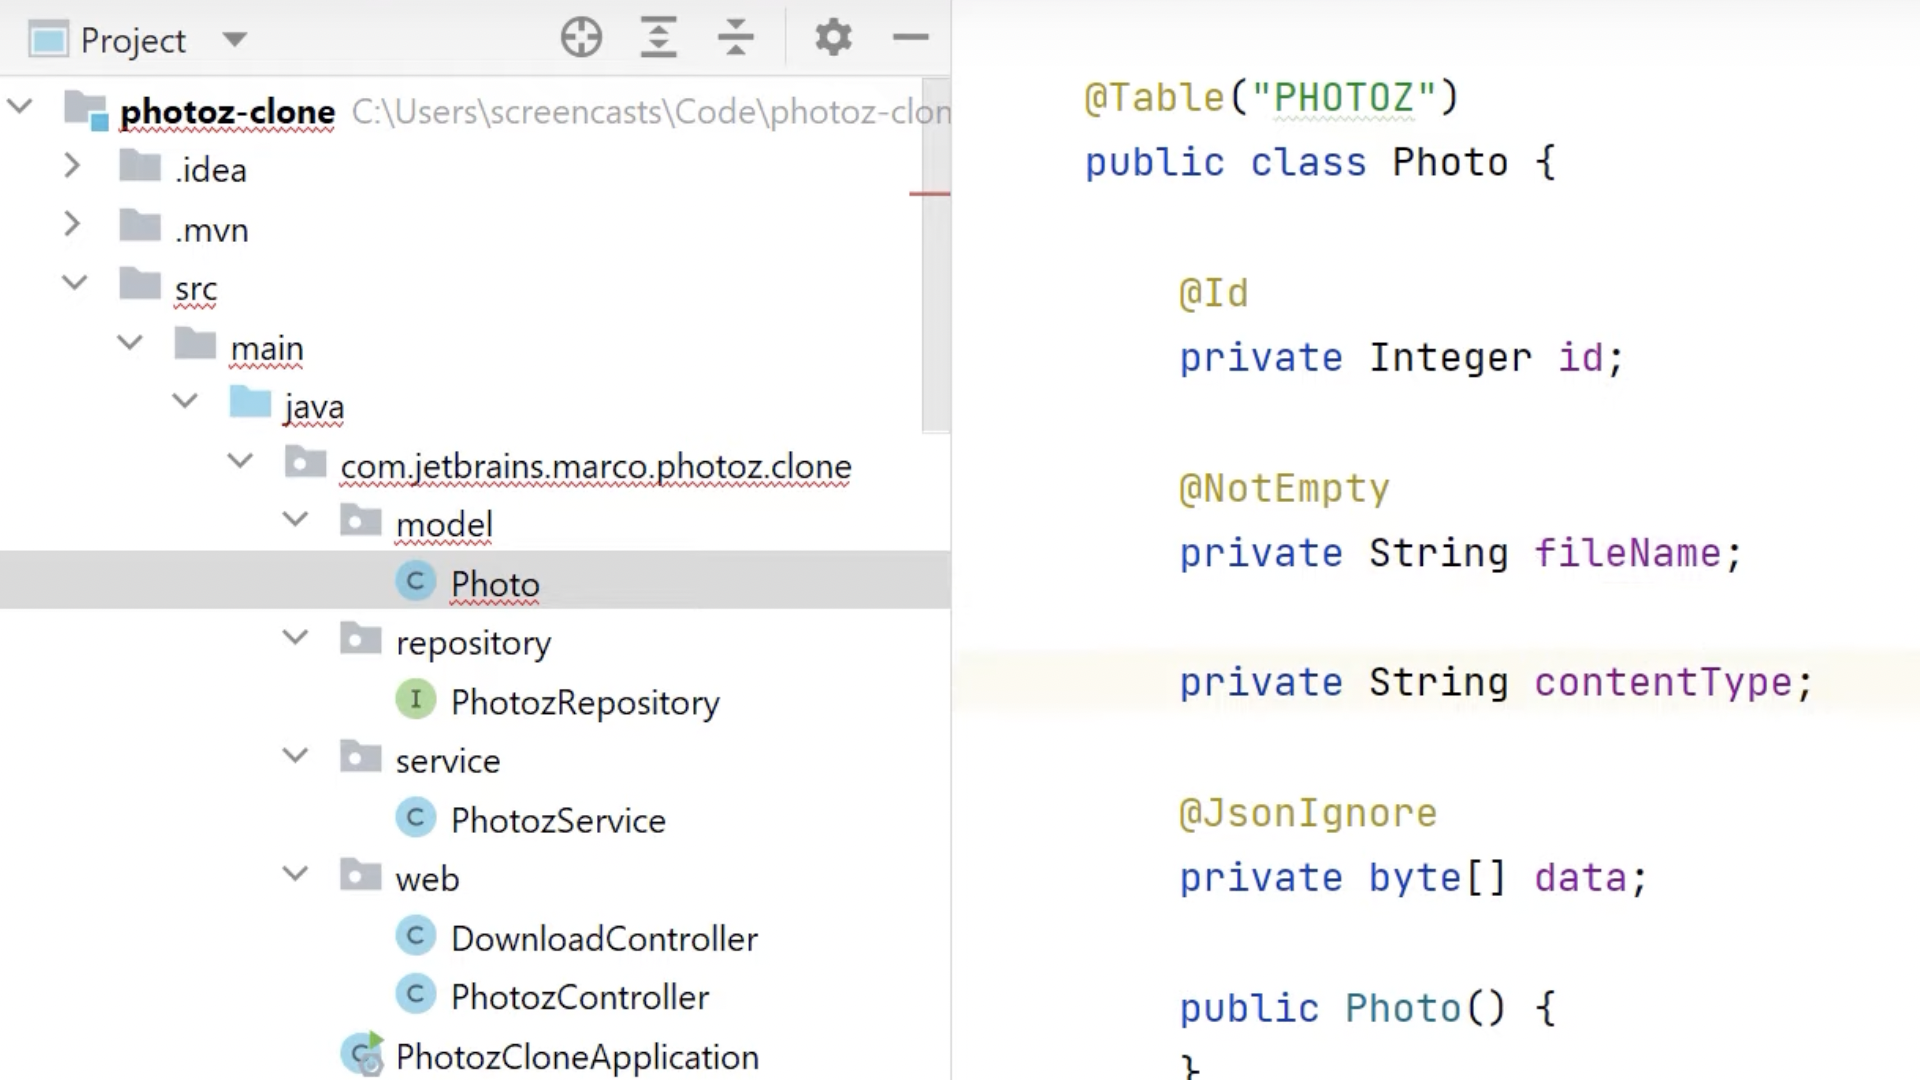 Project
photoz-clone C:\Users\screencasts\Code\photoz-clon
.idea
.mvn
src
main
java
com.jetbrains.marco.photoz.clone
model
C Photo
repository
I PhotozRepository
service
C PhotozService
web
C DownloadController
C PhotozController
C PhotozCloneApplication
@Table("PHOTOZ")
public class Photo {
@Id
private Integer id;
@NotEmpty
private String fileName;
private String contentType;
@JsonIgnore
private byte[] data;
public Photo() {
}